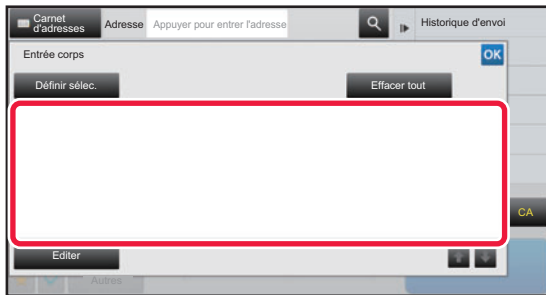 Carnet d'adresses
Adresse
Appuyer pour entrer l'adresse
Historique d'envoi
Entrée corps
OK
Définir sélec.
Effacer tout
CA
Editer
Autres